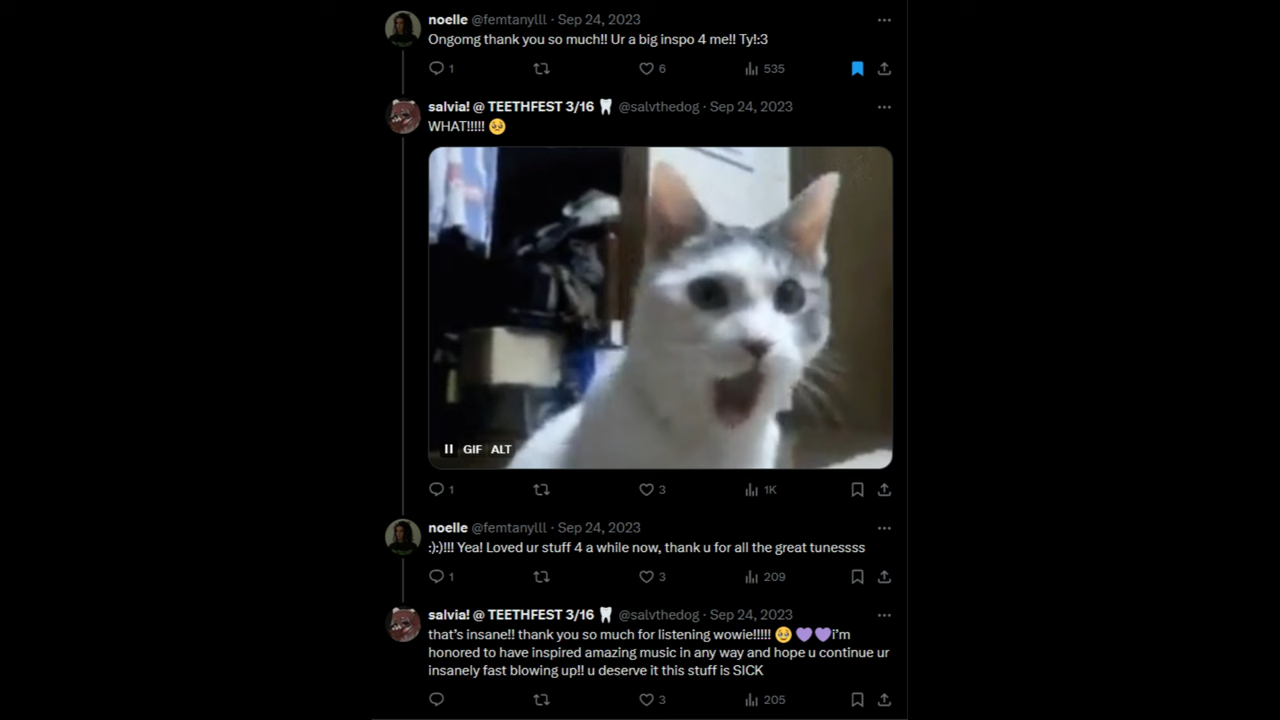 noelle @femtanylll · Sep 24, 2023
Ongomg thank you so much!! Ur a big inspo 4 me!! Ty!:3
1 6 535
salvia! @ TEETHFEST 3/16 🦷 @salvthedog · Sep 24, 2023
WHAT!!!!! 🥺
GIF ALT
1 3 1K
noelle @femtanylll · Sep 24, 2023
:):)!!! Yea! Loved ur stuff 4 a while now, thank u for all the great tunessss
1 3 209
salvia! @ TEETHFEST 3/16 🦷 @salvthedog · Sep 24, 2023
that's insane!! thank you so much for listening wowie!!!!! 🥹 💜💜i'm
honored to have inspired amazing music in any way and hope u continue ur
insanely fast blowing up!! u deserve it this stuff is SICK
3 205